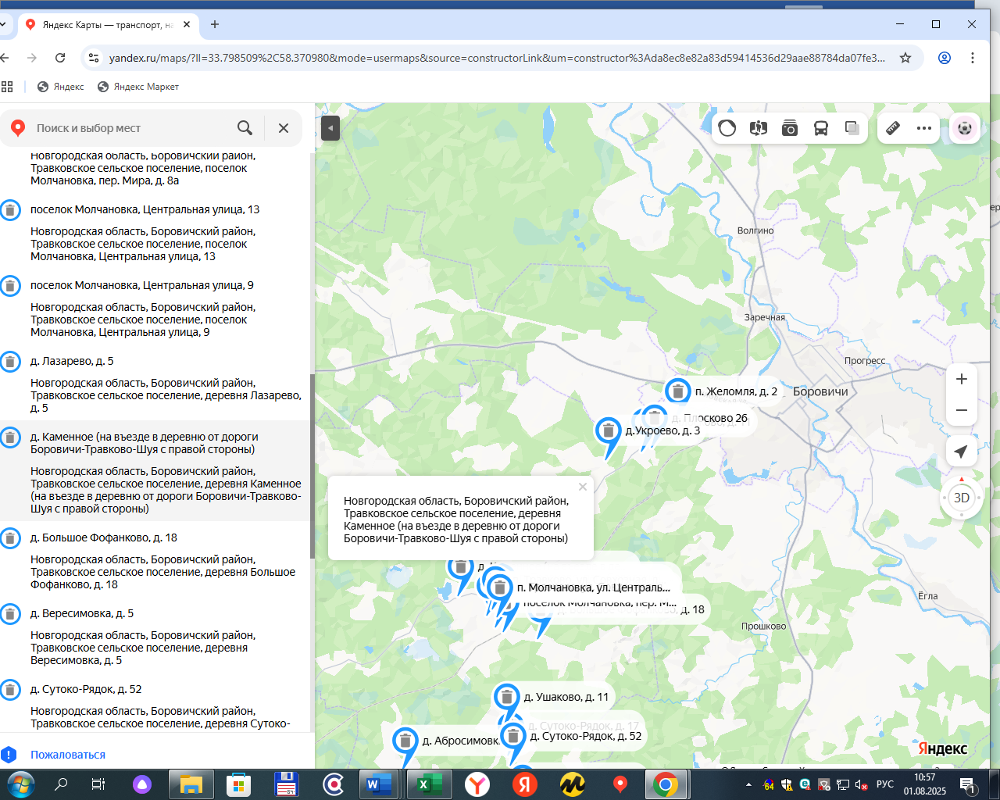 Яндекс Карты — транспорт, на
yandex.ru/maps/?ll=33.798509%2C58.370980&mode=usermaps&source=constructorLink&um=constructor%3Ada8ec8e82a83d59414536d29aae88784da07fe3...
Яндекс
Яндекс Маркет
Поиск и выбор мест
Новгородская область, Боровичский район,
Травковское сельское поселение, поселок
Молчановка, пер. Мира, д. 8а
поселок Молчановка, Центральная улица, 13
Новгородская область, Боровичский район,
Травковское сельское поселение, поселок
Молчановка, Центральная улица, 13
поселок Молчановка, Центральная улица, 9
Новгородская область, Боровичский район,
Травковское сельское поселение, поселок
Молчановка, Центральная улица, 9
д. Лазарево, д. 5
Новгородская область, Боровичский район,
Травковское сельское поселение, деревня Лазарево,
д. 5
д. Каменное (на въезде в деревню от дороги
Боровичи-Травково-Шуя с правой стороны)
Новгородская область, Боровичский район,
Травковское сельское поселение, деревня Каменное
(на въезде в деревню от дороги Боровичи-Травково-
Шуя с правой стороны)
д. Большое Фофанково, д. 18
Новгородская область, Боровичский район,
Травковское сельское поселение, деревня Большое
Фофанково, д. 18
д. Вересимовка, д. 5
Новгородская область, Боровичский район,
Травковское сельское поселение, деревня
Вересимовка, д. 5
д. Сутоко-Рядок, д. 52
Новгородская область, Боровичский район,
Травковское сельское поселение, деревня Сутоко-
Пожаловаться
Волгино
Заречная
Прогресс
Боровичи
п. Желомля, д. 2
д. Плосково 26
д.Укроево, д. 3
3D
Новгородская область, Боровичский район,
Травковское сельское поселение, деревня
Каменное (на въезде в деревню от дороги
Боровичи-Травково-Шуя с правой стороны)
п. Молчановка, ул. Централь...
поселок Молчановка, пер. М...
д. 18
Ёгла
Прошково
д. Ушаково, д. 11
д. Сутоко-Рядок, д. 17
д. Абросимовк
д. Сутоко-Рядок, д. 52
Яндекс
64
РУС
10:57
01.08.2025
1